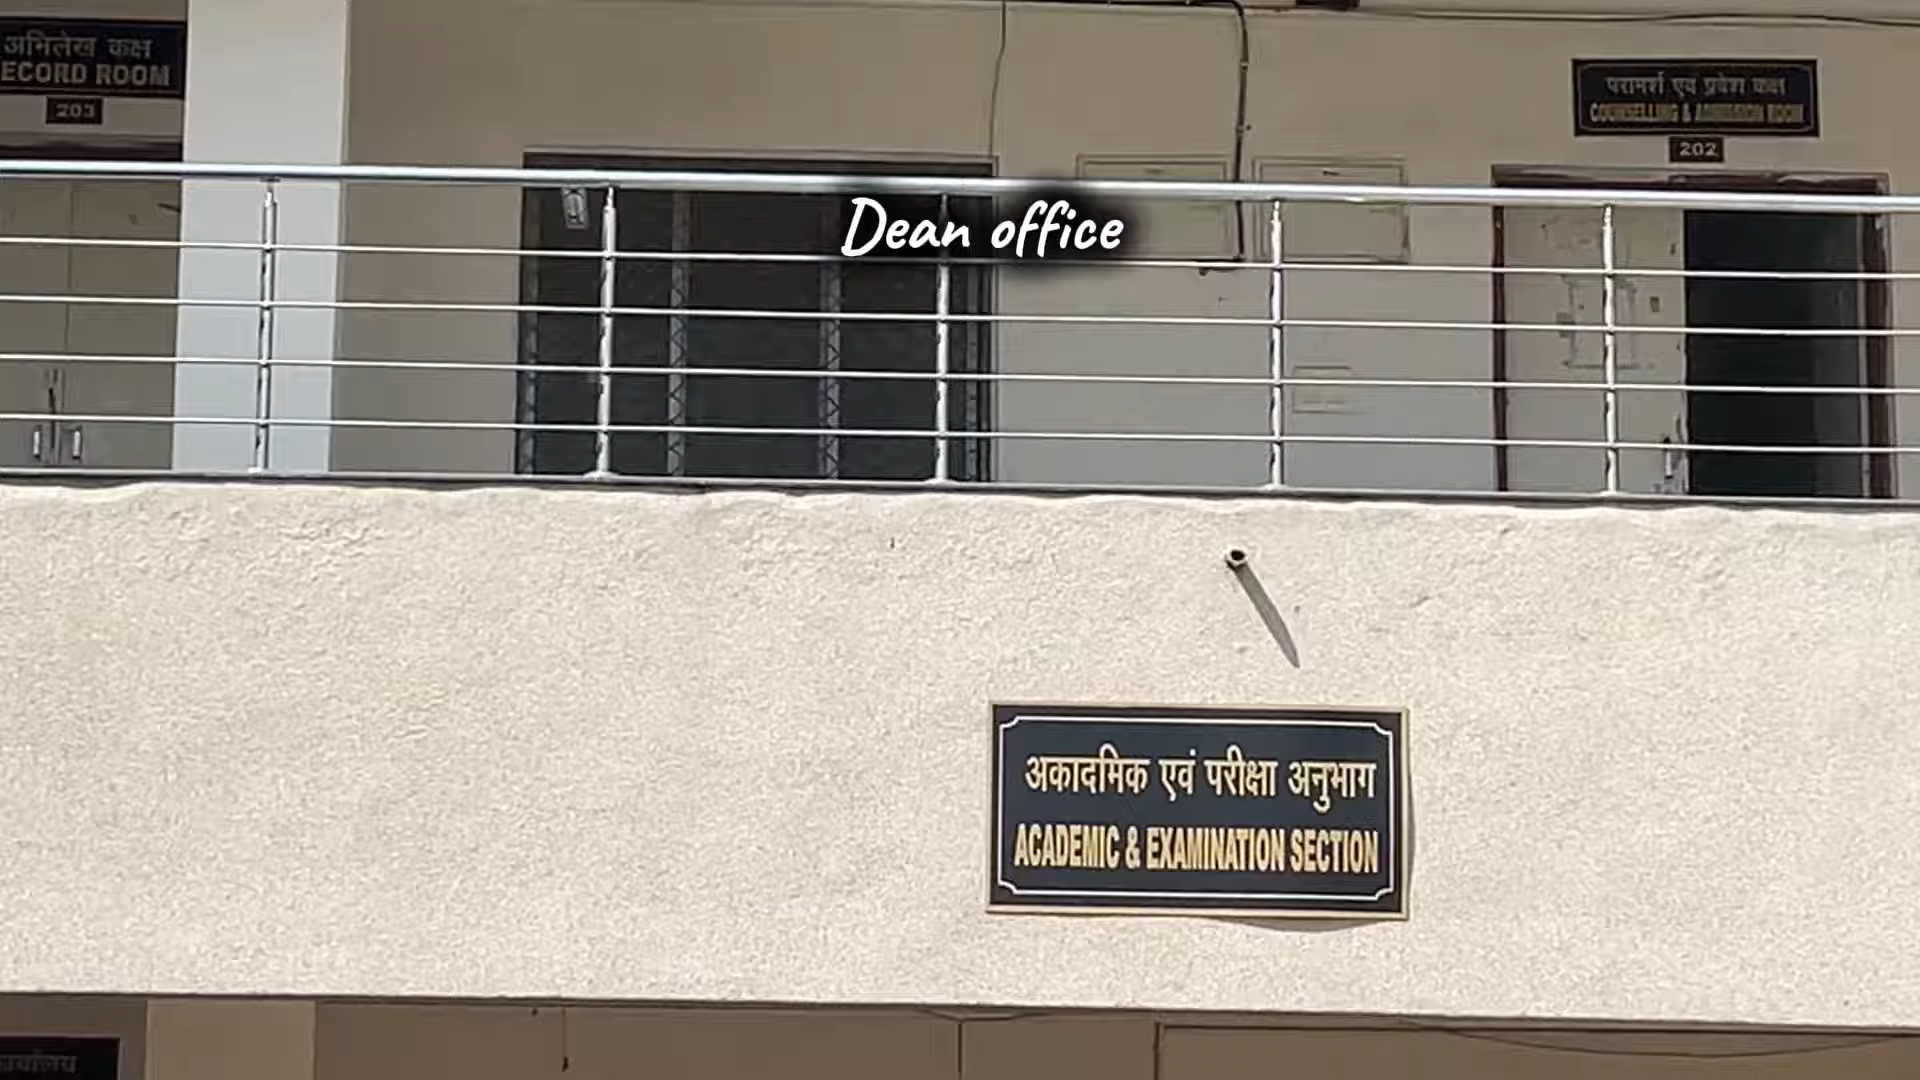 अभिलेख कक्ष
ECORD ROOM
203
परामर्श एवं प्रवेश कक्ष
COUNSELLING & ADMISSION ROOM
202
Dean office
अकादमिक एवं परीक्षा अनुभाग
ACADEMIC & EXAMINATION SECTION